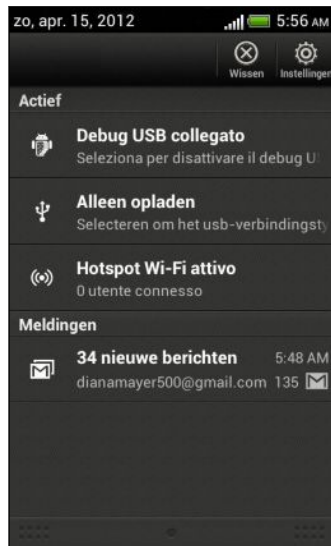 zo, apr. 15, 2012 5:56 AM
Wissen Instellingen
Actief
Debug USB collegato
Seleziona per disattivare il debug U
Alleen opladen
Selecteren om het usb-verbindingsty
Hotspot Wi-Fi attivo
0 utente connesso
Meldingen
34 nieuwe berichten 5:48 AM
dianamayer500@gmail.com 135